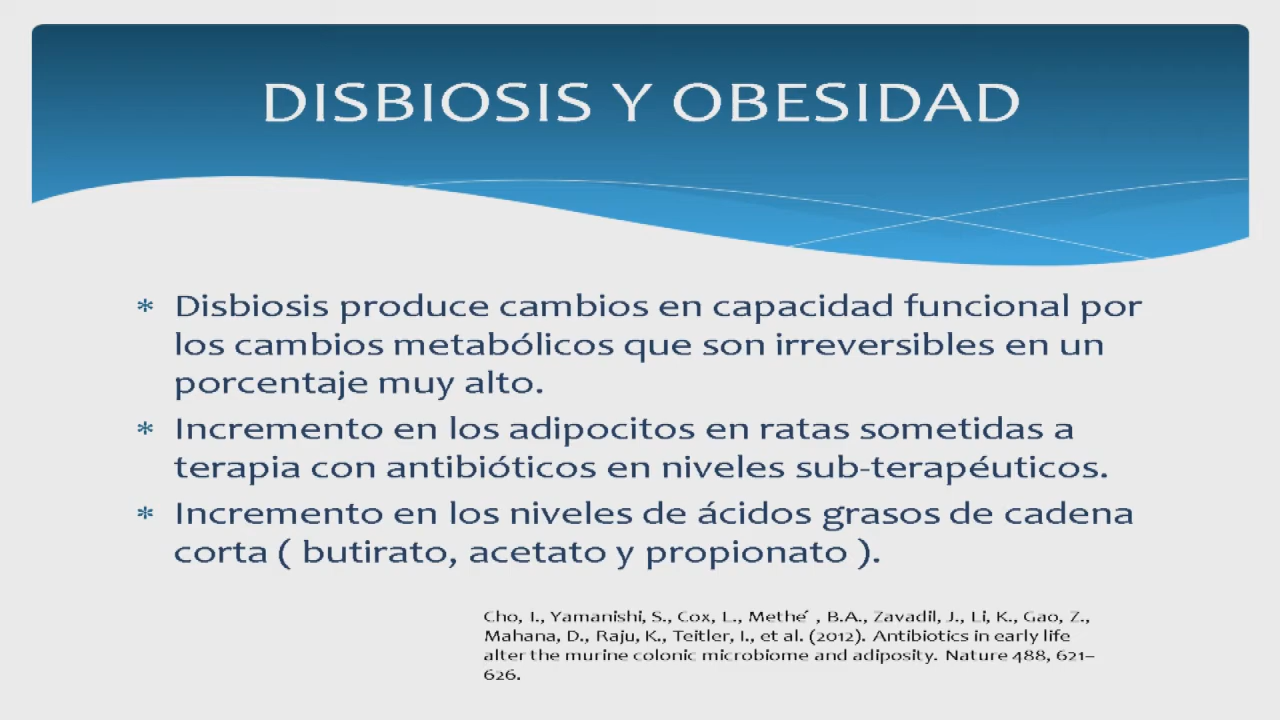 DISBIOSIS Y OBESIDAD
* Disbiosis produce cambios en capacidad funcional por
los cambios metabólicos que son irreversibles en un
porcentaje muy alto.
* Incremento en los adipocitos en ratas sometidas a
terapia con antibióticos en niveles sub-terapéuticos.
* Incremento en los niveles de ácidos grasos de cadena
corta ( butirato, acetato y propionato ).
Cho, I., Yamanishi, S., Cox, L., Methe´ , B.A., Zavadil, J., Li, K., Gao, Z.,
Mahana, D., Raju, K., Teitler, I., et al. (2012). Antibiotics in early life
alter the murine colonic microbiome and adiposity. Nature 488, 621–
626.